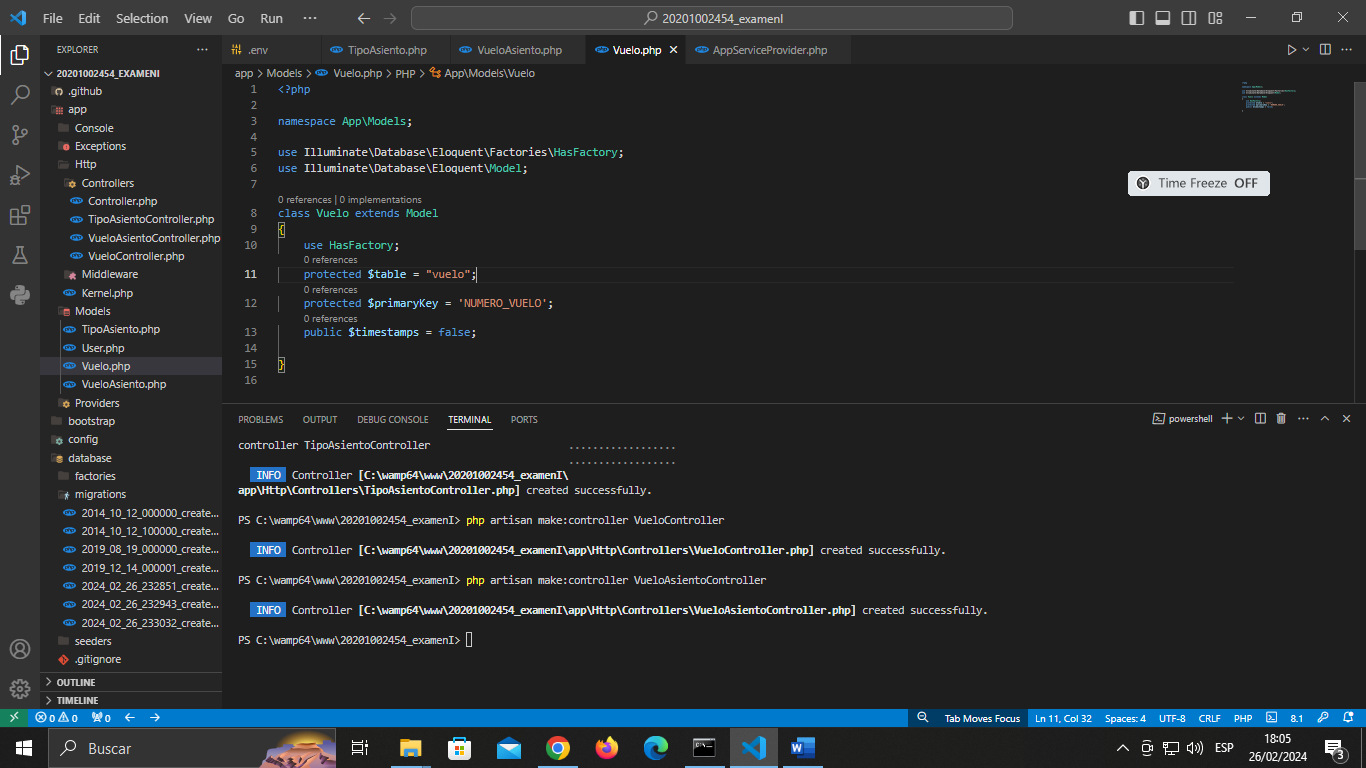 File Edit Selection View Go Run ··· 20201002454_examenI
EXPLORER ···
20201002454_EXAMENI
.github
app
Console
Exceptions
Http
Controllers
Controller.php
TipoAsientoController.php
VueloAsientoController.php
VueloController.php
Middleware
Kernel.php
Models
TipoAsiento.php
User.php
Vuelo.php
VueloAsiento.php
Providers
bootstrap
config
database
factories
migrations
2014_10_12_000000_create...
2014_10_12_100000_create...
2019_08_19_000000_create...
2019_12_14_000001_create...
2024_02_26_232851_create...
2024_02_26_232943_create...
2024_02_26_233032_create...
seeders
.gitignore
OUTLINE
TIMELINE
.env TipoAsiento.php VueloAsiento.php Vuelo.php AppServiceProvider.php
app > Models > Vuelo.php > PHP > App\Models\Vuelo
1 <?php
2
3 namespace App\Models;
4
5 use Illuminate\Database\Eloquent\Factories\HasFactory;
6 use Illuminate\Database\Eloquent\Model;
7
0 references | 0 implementations
8 class Vuelo extends Model
9 {
10 use HasFactory;
0 references
11 protected $table = "vuelo";
0 references
12 protected $primaryKey = 'NUMERO_VUELO';
0 references
13 public $timestamps = false;
14
15 }
16
Time Freeze OFF
PROBLEMS OUTPUT DEBUG CONSOLE TERMINAL PORTS powershell
controller TipoAsientoController ..................
..................
INFO Controller [C:\wamp64\www\20201002454_examenI\
app\Http\Controllers\TipoAsientoController.php] created successfully.
PS C:\wamp64\www\20201002454_examenI> php artisan make:controller VueloController
INFO Controller [C:\wamp64\www\20201002454_examenI\app\Http\Controllers\VueloController.php] created successfully.
PS C:\wamp64\www\20201002454_examenI> php artisan make:controller VueloAsientoController
INFO Controller [C:\wamp64\www\20201002454_examenI\app\Http\Controllers\VueloAsientoController.php] created successfully.
PS C:\wamp64\www\20201002454_examenI>
0 0 0 Tab Moves Focus Ln 11, Col 32 Spaces: 4 UTF-8 CRLF PHP 8.1
Buscar ESP 18:05
26/02/2024 3